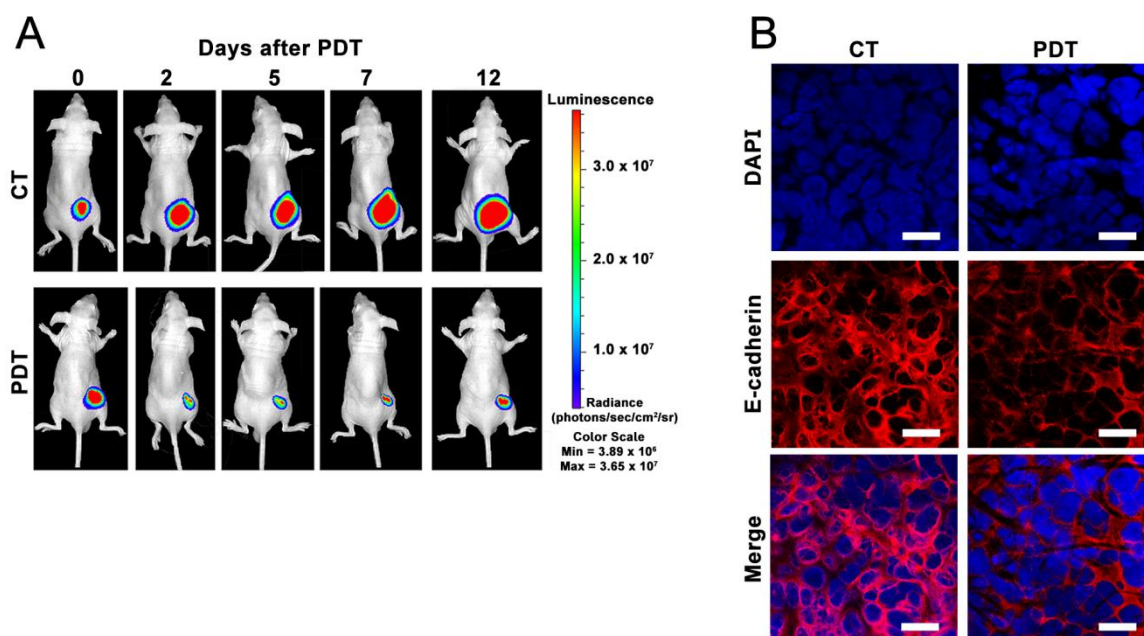 A
Days after PDT
0 2 5 7 12
CT
PDT
Luminescence
3.0 x 10⁷
2.0 x 10⁷
1.0 x 10⁷
Radiance
(photons/sec/cm²/sr)
Color Scale
Min = 3.89 x 10⁶
Max = 3.65 x 10⁷
B
CT PDT
DAPI
E-cadherin
Merge